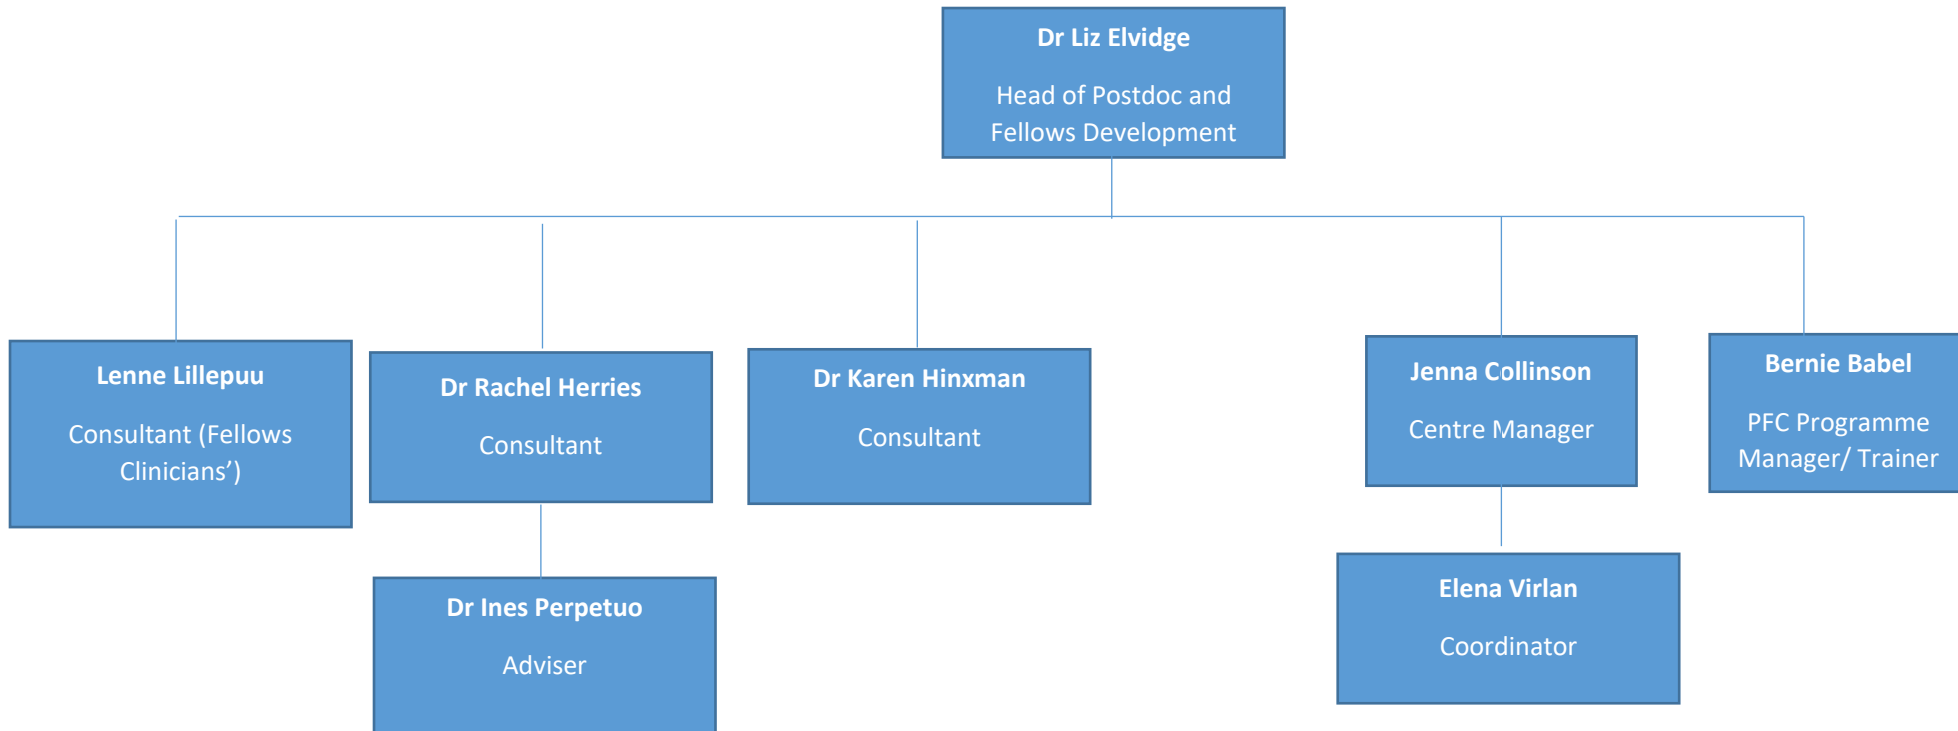 Dr Liz Elvidge
Head of Postdoc and
Fellows Development
Lenne Lillepuu
Consultant (Fellows
Clinicians’)
Dr Rachel Herries
Consultant
Dr Karen Hinxman
Consultant
Jenna Collinson
Centre Manager
Bernie Babel
PFC Programme
Manager/ Trainer
Dr Ines Perpetuo
Adviser
Elena Virlan
Coordinator